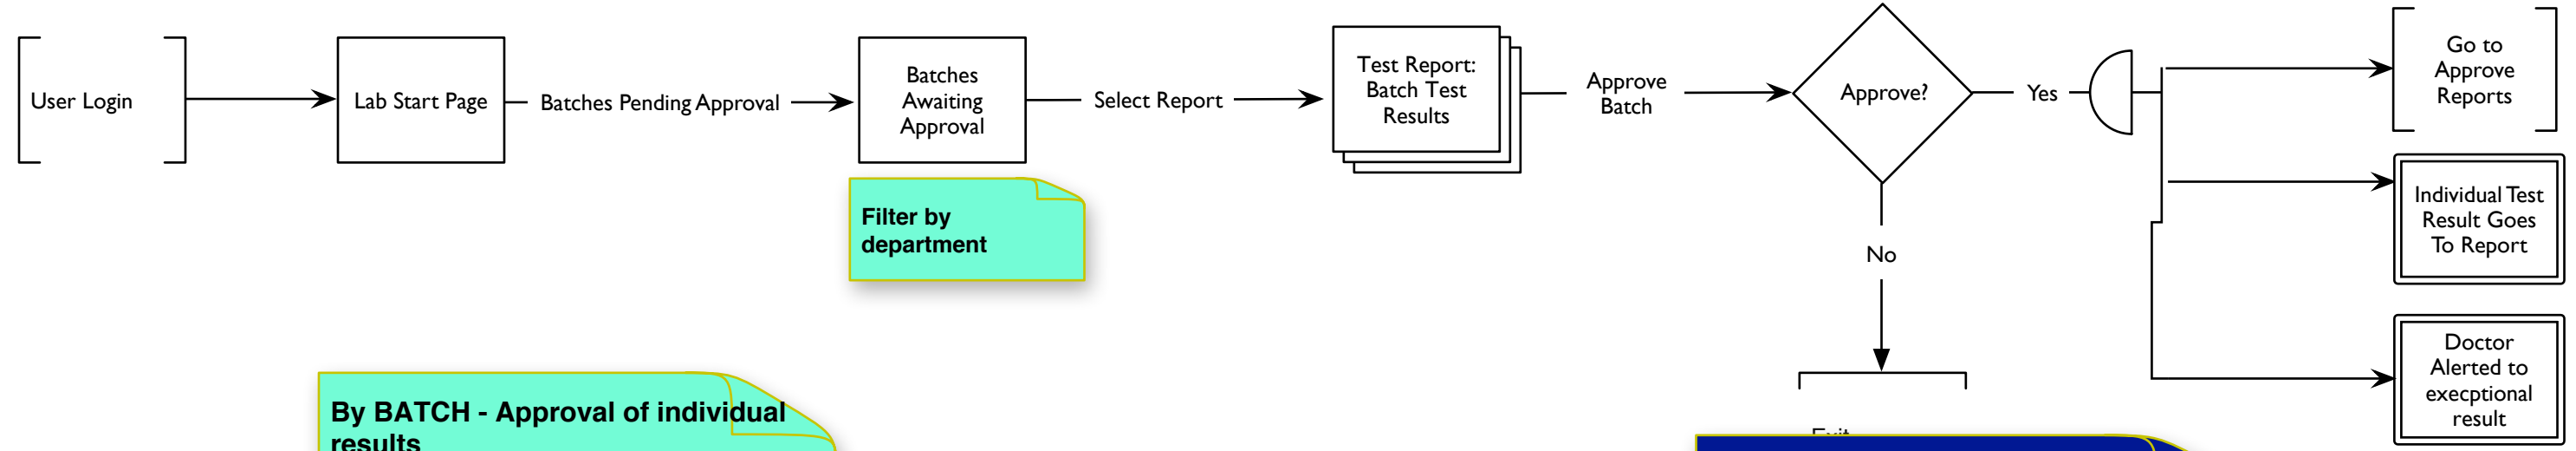 User Login
Lab Start Page
Batches Pending Approval
Batches
Awaiting
Approval
Select Report
Test Report:
Batch Test
Results
Approve
Batch
Approve?
Yes
Go to
Approve
Reports
Individual Test
Result Goes
To Report
Doctor
Alerted to
execptional
result
No
Filter by
department
By BATCH - Approval of individual
results
Exit